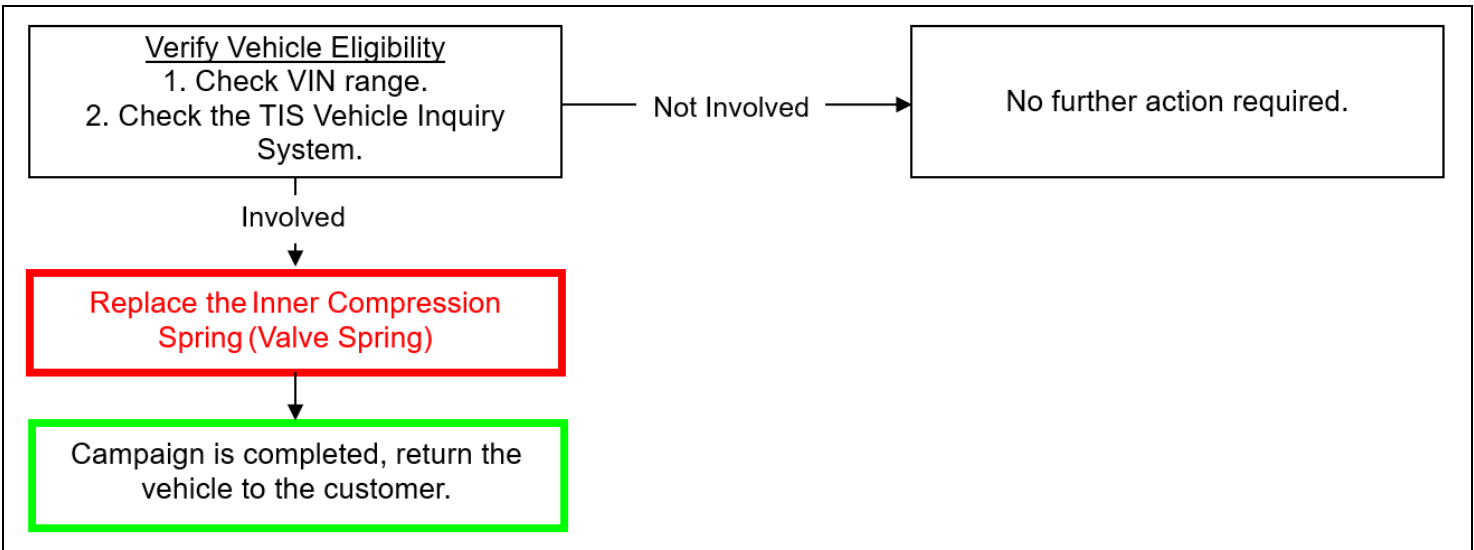 Verify Vehicle Eligibility
1. Check VIN range.
2. Check the TIS Vehicle Inquiry
System.
Not Involved
No further action required.
Involved
Replace the Inner Compression
Spring (Valve Spring)
Campaign is completed, return the
vehicle to the customer.